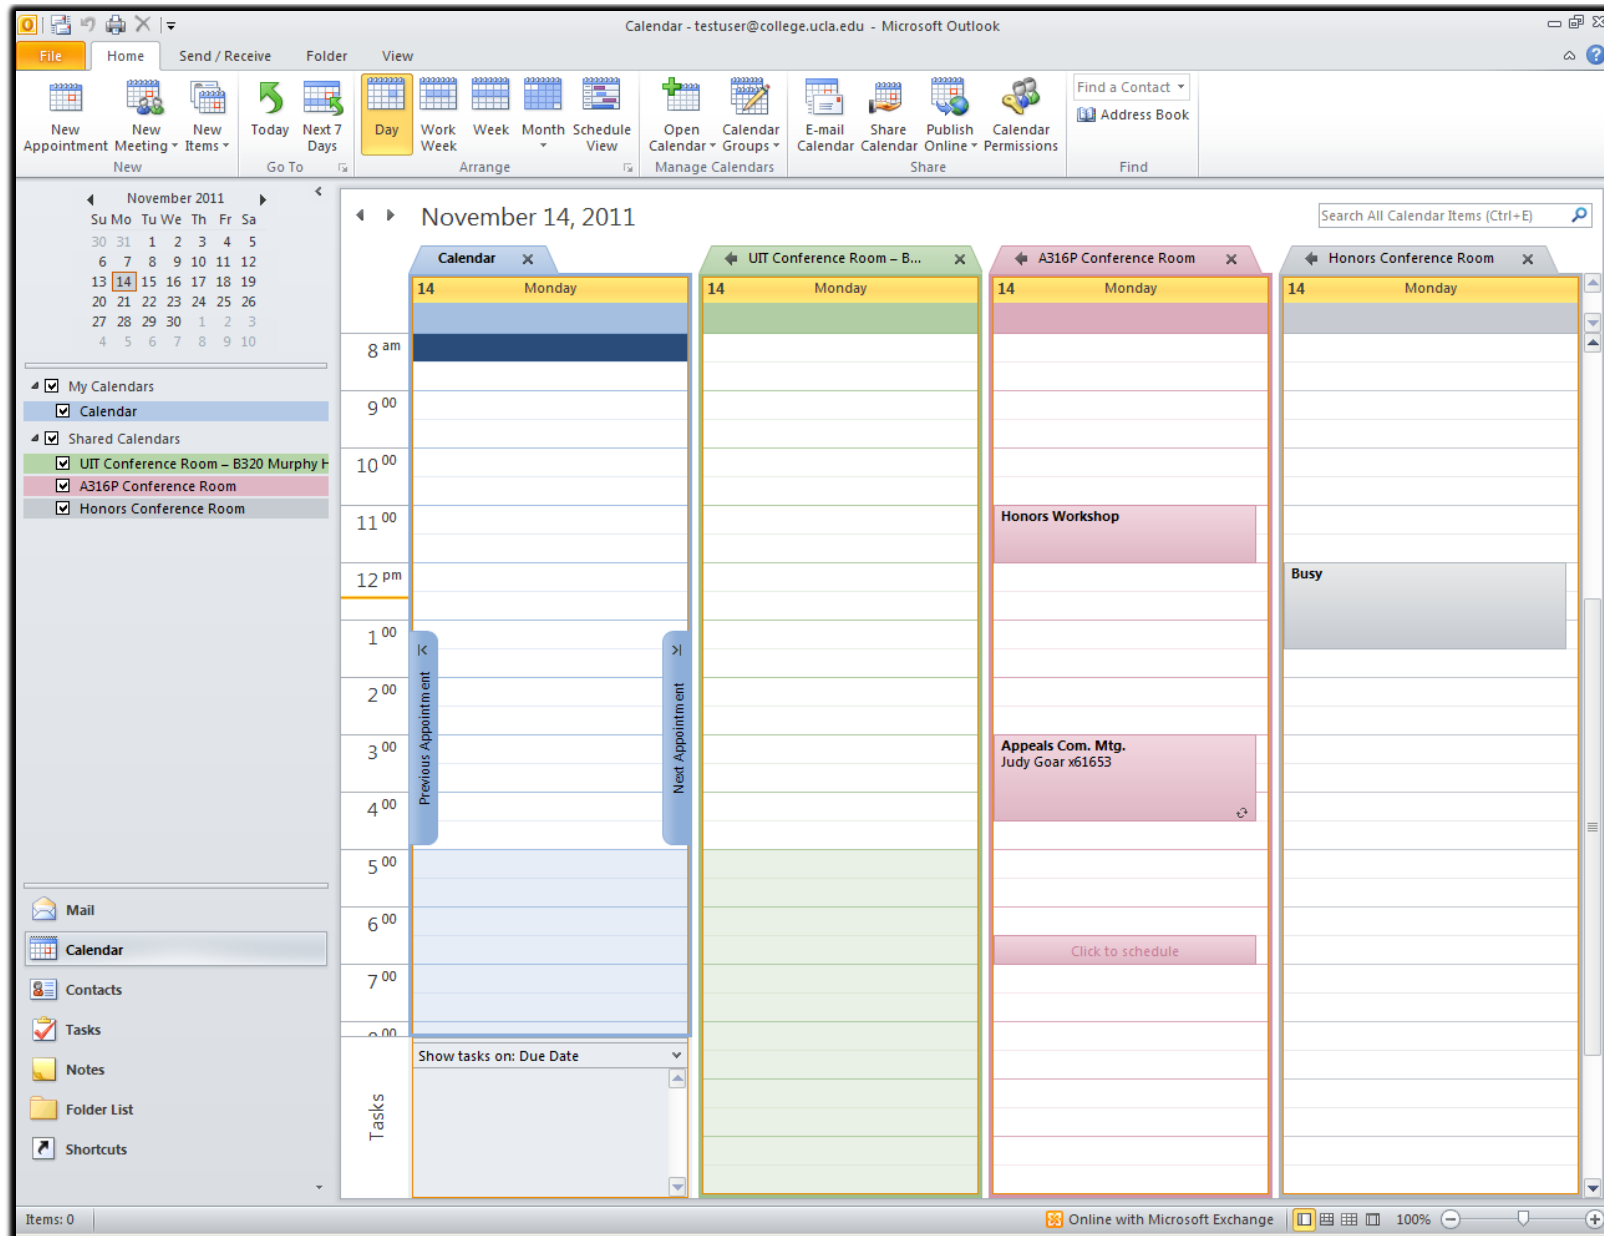 Calendar - testuser@college.ucla.edu - Microsoft Outlook
File Home Send / Receive Folder View
New Appointment
New Meeting
New Items
New
Today
Next 7 Days
Go To
Day
Work Week
Week
Month
Schedule View
Arrange
Open Calendar
Calendar Groups
Manage Calendars
E-mail Calendar
Share Calendar
Publish Online
Calendar Permissions
Share
Find a Contact
Address Book
Find
November 2011
Su Mo Tu We Th Fr Sa
30 31 1 2 3 4 5
6 7 8 9 10 11 12
13 14 15 16 17 18 19
20 21 22 23 24 25 26
27 28 29 30 1 2 3
4 5 6 7 8 9 10
My Calendars
Calendar
Shared Calendars
UIT Conference Room – B320 Murphy H
A316P Conference Room
Honors Conference Room
Mail
Calendar
Contacts
Tasks
Notes
Folder List
Shortcuts
November 14, 2011
Search All Calendar Items (Ctrl+E)
Calendar
UIT Conference Room – B...
A316P Conference Room
Honors Conference Room
14 Monday
14 Monday
14 Monday
14 Monday
8 am
9 00
10 00
11 00
12 pm
1 00
2 00
3 00
4 00
5 00
6 00
7 00
Previous Appointment
Next Appointment
Honors Workshop
Appeals Com. Mtg.
Judy Goar x61653
Click to schedule
Busy
Tasks
Show tasks on: Due Date
Items: 0
Online with Microsoft Exchange
100%